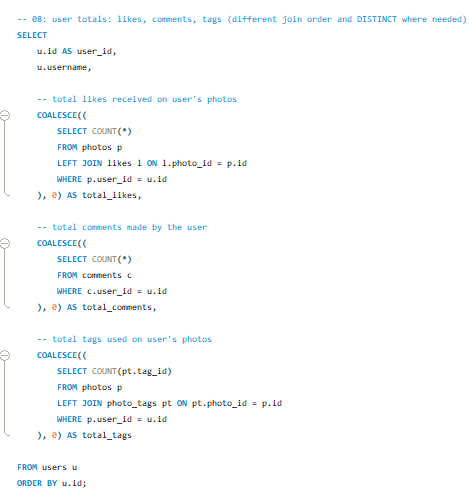 -- 08: user totals: likes, comments, tags (different join order and DISTINCT where needed)
SELECT
    u.id AS user_id,
    u.username,

    -- total likes received on user's photos
    COALESCE((
        SELECT COUNT(*)
        FROM photos p
        LEFT JOIN likes l ON l.photo_id = p.id
        WHERE p.user_id = u.id
    ), 0) AS total_likes,

    -- total comments made by the user
    COALESCE((
        SELECT COUNT(*)
        FROM comments c
        WHERE c.user_id = u.id
    ), 0) AS total_comments,

    -- total tags used on user's photos
    COALESCE((
        SELECT COUNT(pt.tag_id)
        FROM photos p
        LEFT JOIN photo_tags pt ON pt.photo_id = p.id
        WHERE p.user_id = u.id
    ), 0) AS total_tags

FROM users u
ORDER BY u.id;